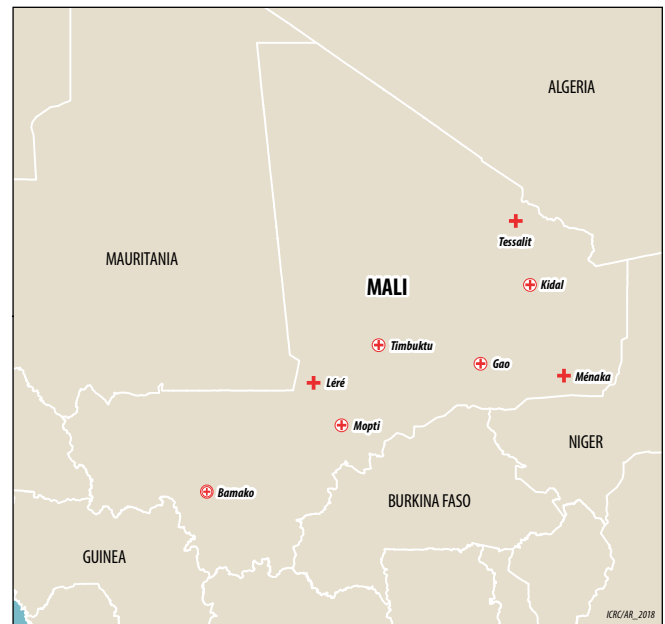 ALGERIA
Tessalit
MAURITANIA
MALI
Kidal
Timbuktu
Gao
Ménaka
Léré
Mopti
NIGER
Bamako
BURKINA FASO
GUINEA
ICRC/AR_2018